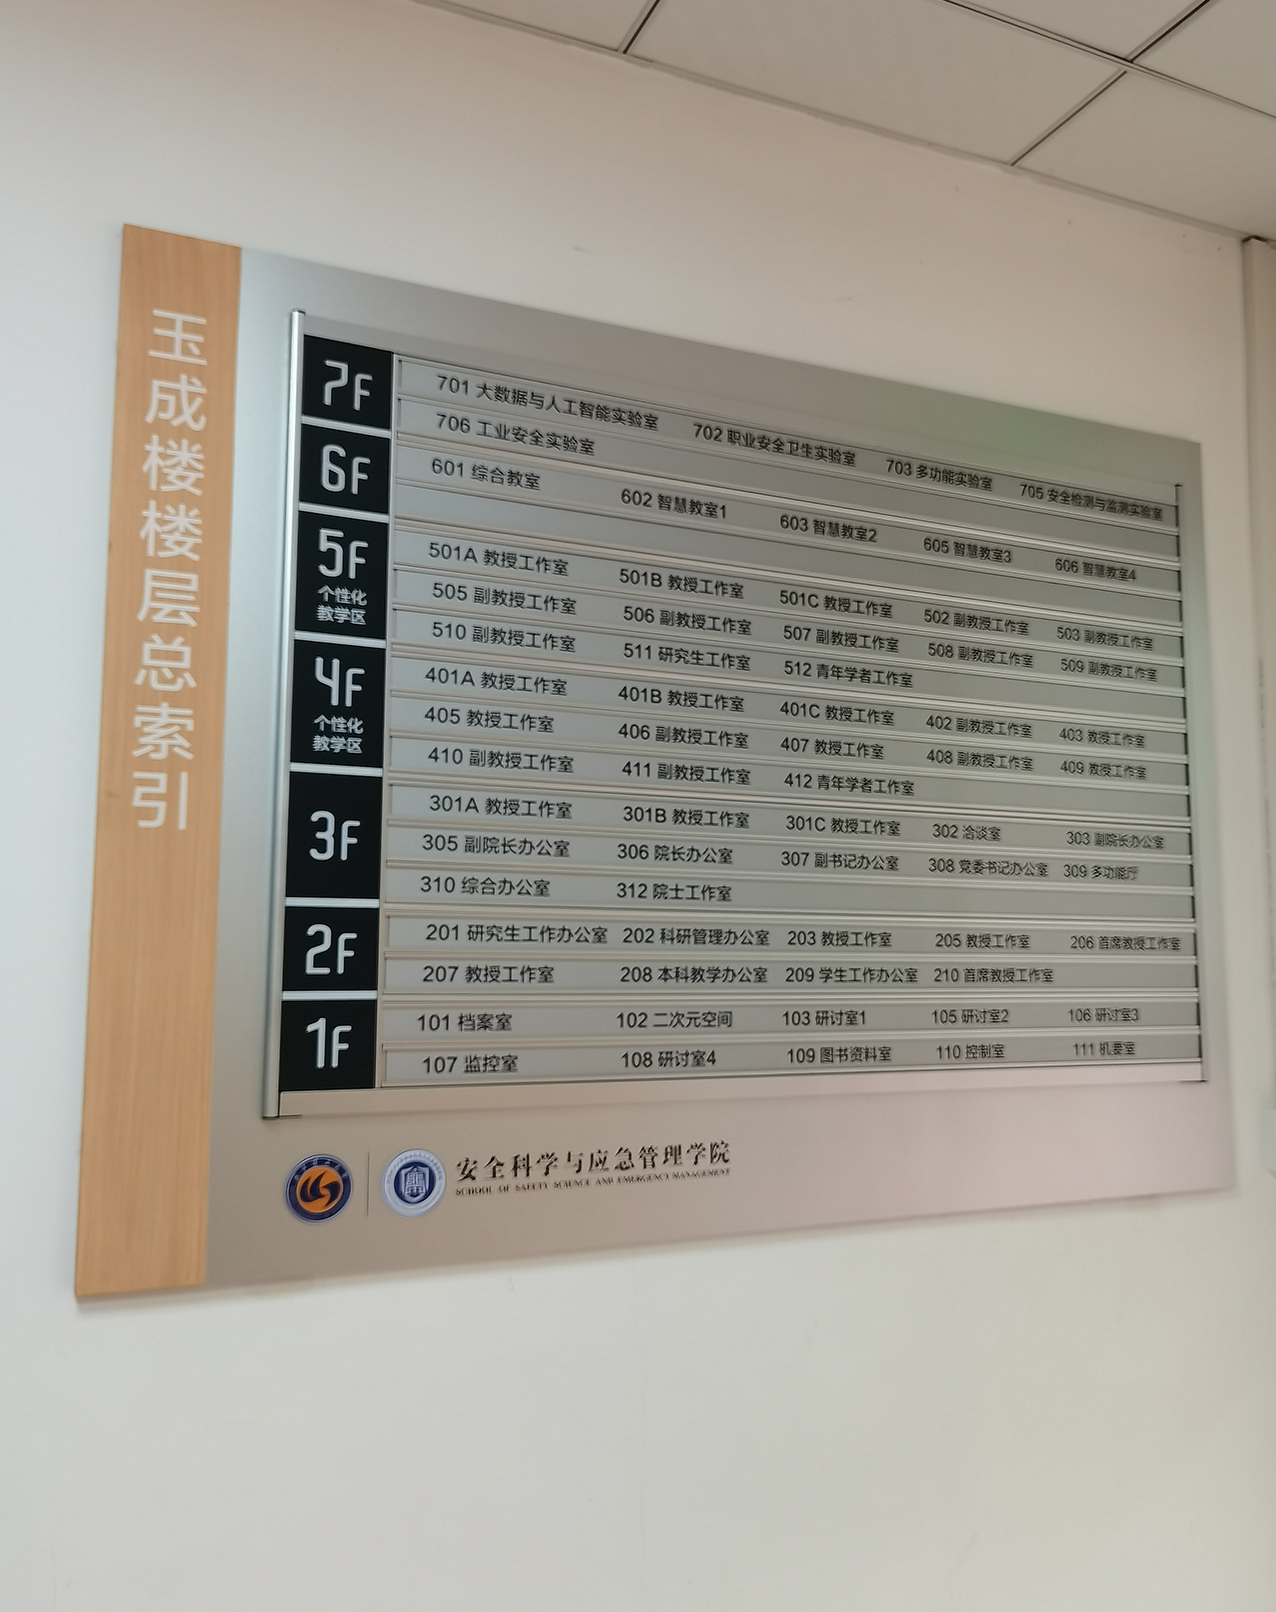 玉成楼楼层总索引
7F
701 大数据与人工智能实验室 702 职业安全卫生实验室 703 多功能实验室 705 安全检测与监测实验室
706 工业安全实验室
6F
601 综合教室 602 智慧教室1 603 智慧教室2 605 智慧教室3 606 智慧教室4
5F
个性化
教学区
501A 教授工作室 501B 教授工作室 501C 教授工作室 502 副教授工作室 503 副教授工作室
505 副教授工作室 506 副教授工作室 507 副教授工作室 508 副教授工作室 509 副教授工作室
510 副教授工作室 511 研究生工作室 512 青年学者工作室
4F
个性化
教学区
401A 教授工作室 401B 教授工作室 401C 教授工作室 402 副教授工作室 403 教授工作室
405 教授工作室 406 副教授工作室 407 教授工作室 408 副教授工作室 409 教授工作室
410 副教授工作室 411 副教授工作室 412 青年学者工作室
3F
301A 教授工作室 301B 教授工作室 301C 教授工作室 302 洽谈室 303 副院长办公室
305 副院长办公室 306 院长办公室 307 副书记办公室 308 党委书记办公室 309 多功能厅
310 综合办公室 312 院士工作室
2F
201 研究生工作办公室 202 科研管理办公室 203 教授工作室 205 教授工作室 206 首席教授工作室
207 教授工作室 208 本科教学办公室 209 学生工作办公室 210 首席教授工作室
1F
101 档案室 102 二次元空间 103 研讨室1 105 研讨室2 106 研讨室3
107 监控室 108 研讨室4 109 图书资料室 110 控制室 111 机要室
安全科学与应急管理学院
SCHOOL OF SAFETY SCIENCE AND EMERGENCY MANAGEMENT